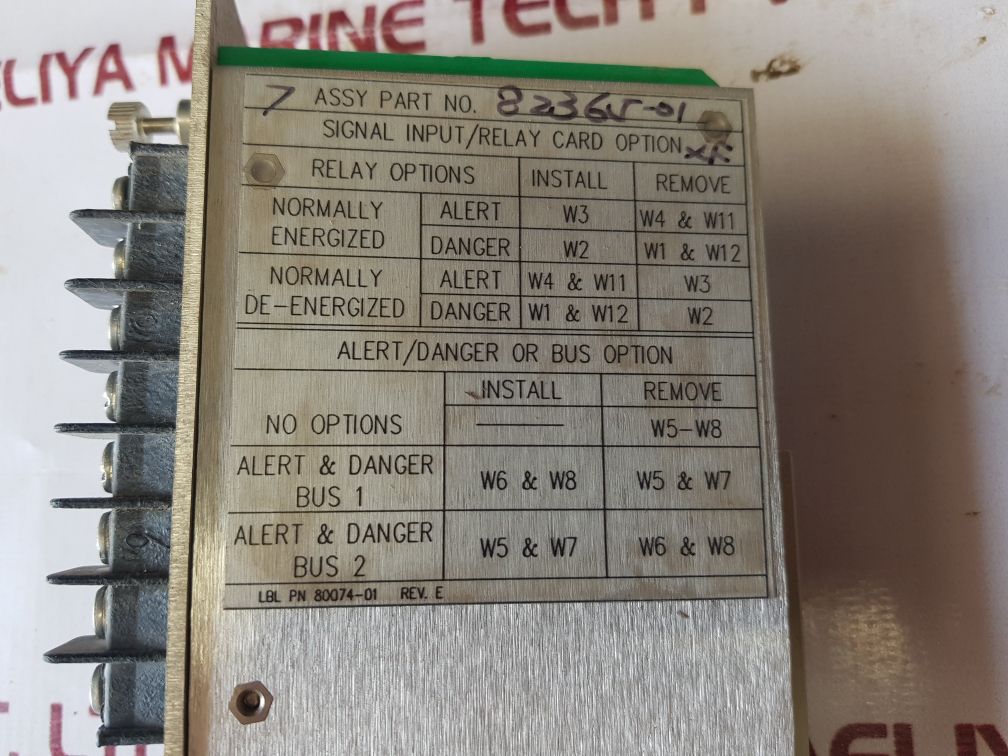 ELIYA MARINE TECH
7 ASSY PART NO. 82365-01
SIGNAL INPUT/RELAY CARD OPTION
RELAY OPTIONS INSTALL REMOVE
NORMALLY ENERGIZED ALERT W3 W4 & W11
DANGER W2 W1 & W12
NORMALLY DE-ENERGIZED ALERT W4 & W11 W3
DANGER W1 & W12 W2
ALERT/DANGER OR BUS OPTION
INSTALL REMOVE
NO OPTIONS W5-W8
ALERT & DANGER BUS 1 W6 & W8 W5 & W7
ALERT & DANGER BUS 2 W5 & W7 W6 & W8
LBL PN 80074-01 REV. E
ELIYA